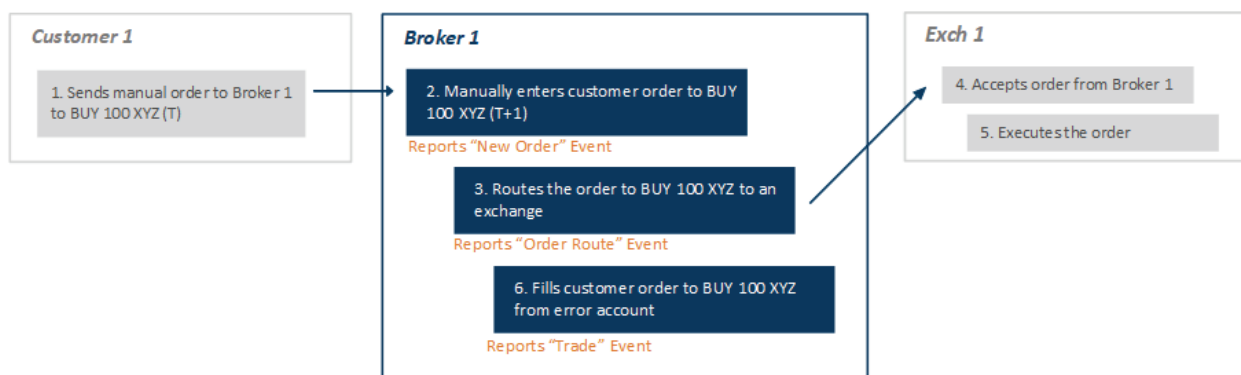 Customer 1
1. Sends manual order to Broker 1
to BUY 100 XYZ (T)
Broker 1
2. Manually enters customer order to BUY
100 XYZ (T+1)
Reports “New Order” Event
3. Routes the order to BUY 100 XYZ to an
exchange
Reports “Order Route” Event
6. Fills customer order to BUY 100 XYZ
from error account
Reports “Trade” Event
Exch 1
4. Accepts order from Broker 1
5. Executes the order